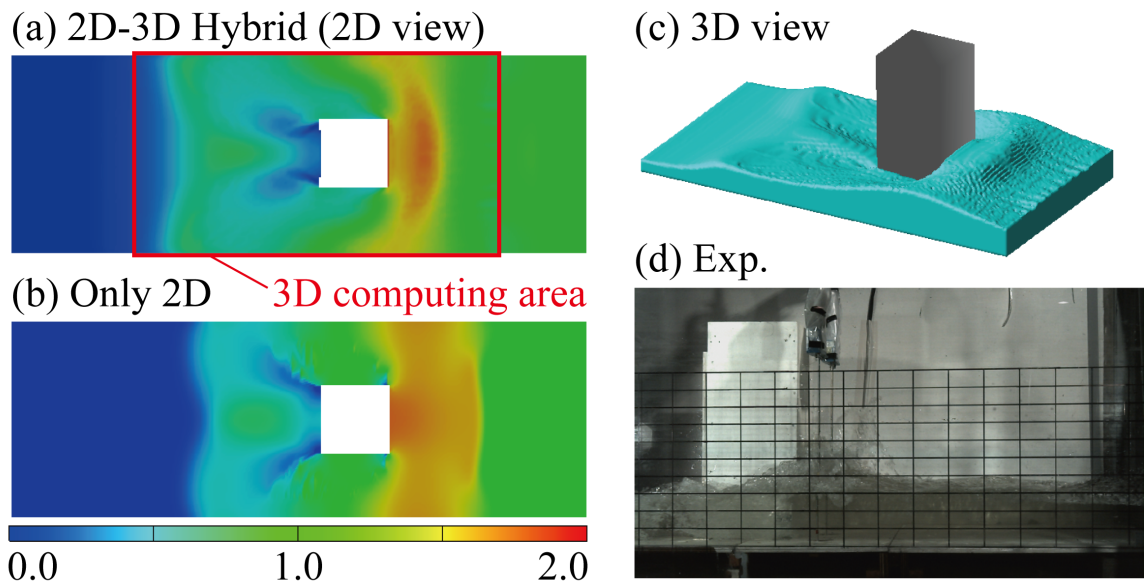 (a) 2D-3D Hybrid (2D view)
(b) Only 2D
3D computing area
0.0
1.0
2.0
(c) 3D view
(d) Exp.